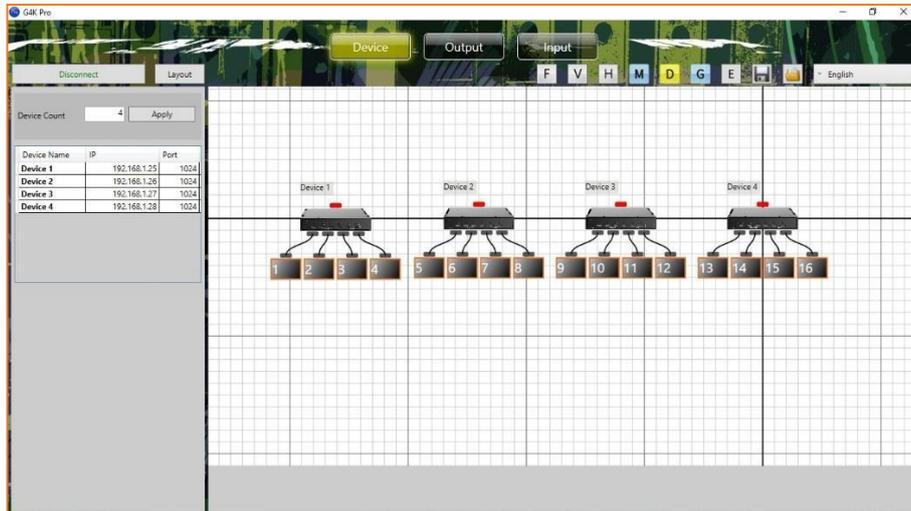 G4K Pro
Device Output Input
Disconnect Layout F V H M D G E English
Device Count 4 Apply
Device Name IP Port
Device 1 192.168.1.25 1024
Device 2 192.168.1.26 1024
Device 3 192.168.1.27 1024
Device 4 192.168.1.28 1024
Device 1 Device 2 Device 3 Device 4
1 2 3 4 5 6 7 8 9 10 11 12 13 14 15 16